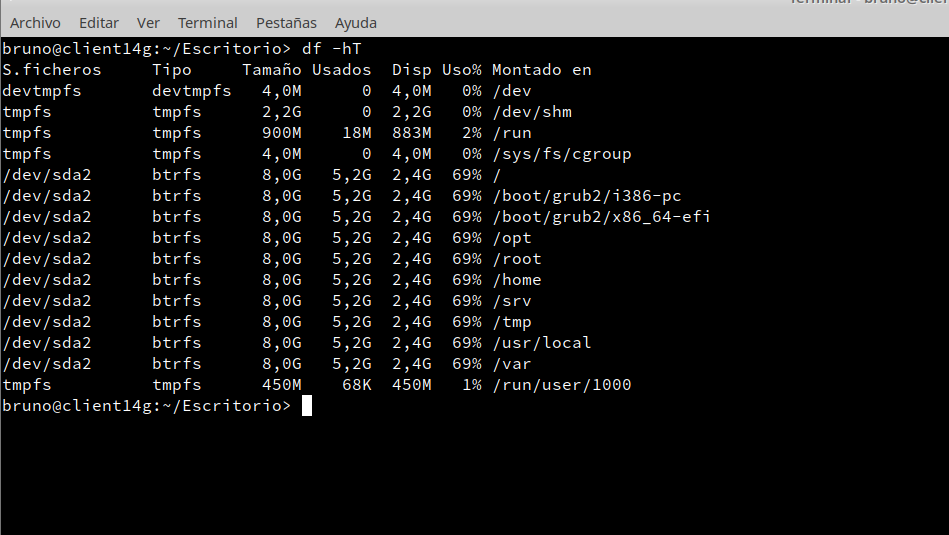 Archivo Editar Ver Terminal Pestañas Ayuda
bruno@client14g:~/Escritorio> df -hT
S.ficheros Tipo Tamaño Usados Disp Uso% Montado en
devtmpfs devtmpfs 4,0M 0 4,0M 0% /dev
tmpfs tmpfs 2,2G 0 2,2G 0% /dev/shm
tmpfs tmpfs 900M 18M 883M 2% /run
tmpfs tmpfs 4,0M 0 4,0M 0% /sys/fs/cgroup
/dev/sda2 btrfs 8,0G 5,2G 2,4G 69% /
/dev/sda2 btrfs 8,0G 5,2G 2,4G 69% /boot/grub2/i386-pc
/dev/sda2 btrfs 8,0G 5,2G 2,4G 69% /boot/grub2/x86_64-efi
/dev/sda2 btrfs 8,0G 5,2G 2,4G 69% /opt
/dev/sda2 btrfs 8,0G 5,2G 2,4G 69% /root
/dev/sda2 btrfs 8,0G 5,2G 2,4G 69% /home
/dev/sda2 btrfs 8,0G 5,2G 2,4G 69% /srv
/dev/sda2 btrfs 8,0G 5,2G 2,4G 69% /tmp
/dev/sda2 btrfs 8,0G 5,2G 2,4G 69% /usr/local
/dev/sda2 btrfs 8,0G 5,2G 2,4G 69% /var
tmpfs tmpfs 450M 68K 450M 1% /run/user/1000
bruno@client14g:~/Escritorio>